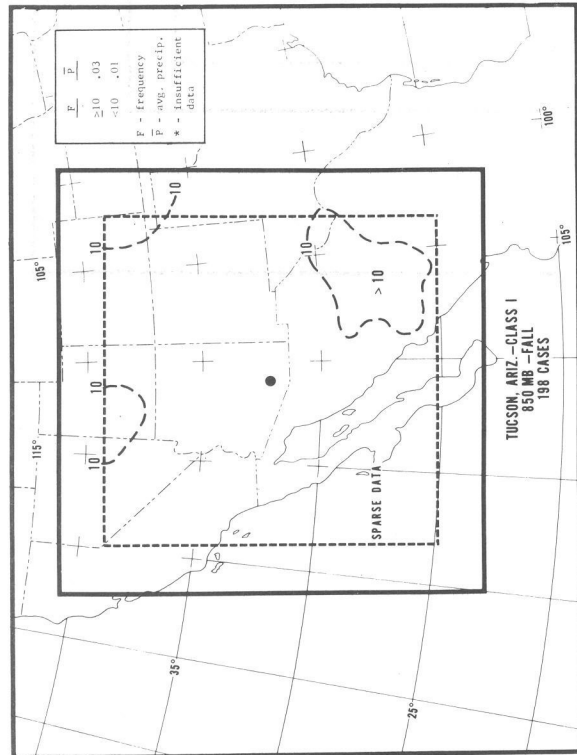 F P
≥10 .03
<10 .01
F - frequency
P - avg. precip.
* - insufficient
data
115°
105°
10
10
10
10
35°
10
> 10
SPARSE DATA
25°
105°
100°
TUCSON, ARIZ.–CLASS I
850 MB –FALL
198 CASES